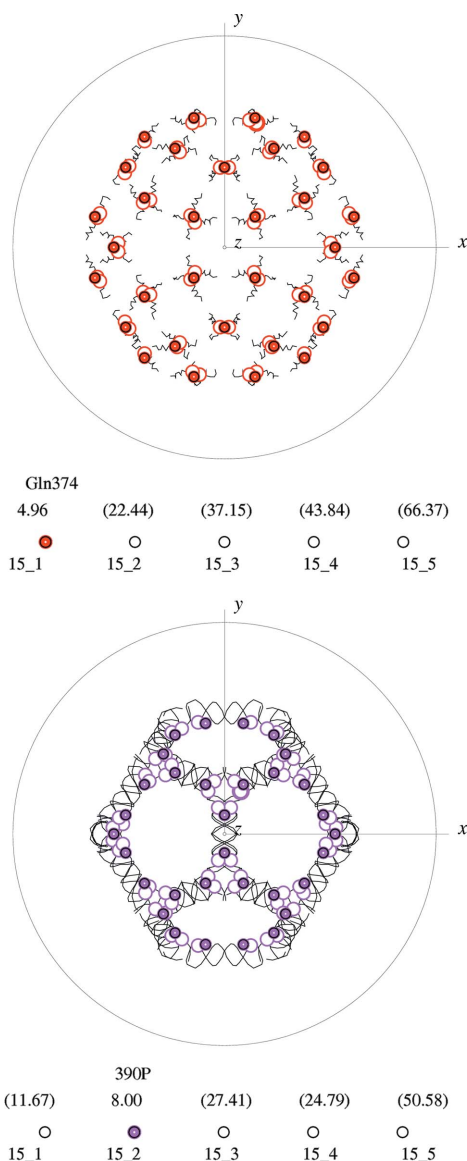 y
z
x
Gln374
4.96 (22.44) (37.15) (43.84) (66.37)
15_1 15_2 15_3 15_4 15_5
y
z
x
390P
(11.67) 8.00 (27.41) (24.79) (50.58)
15_1 15_2 15_3 15_4 15_5